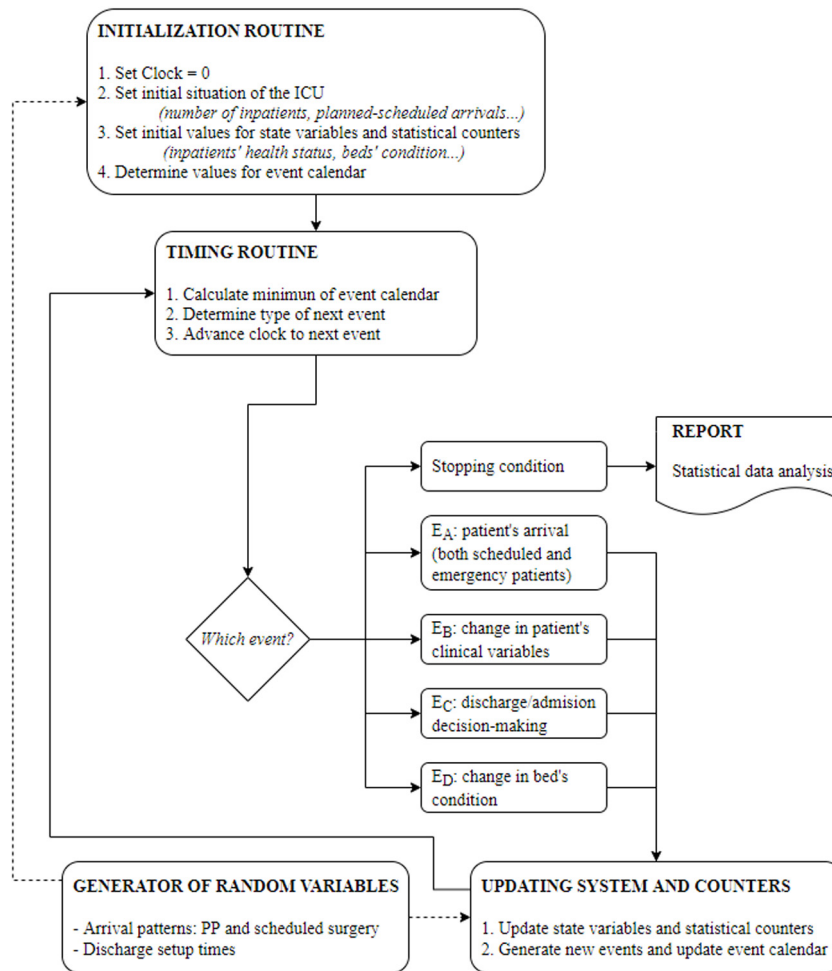 INITIALIZATION ROUTINE
1. Set Clock = 0
2. Set initial situation of the ICU
(number of inpatients, planned-scheduled arrivals...)
3. Set initial values for state variables and statistical counters
(inpatients' health status, beds' condition...)
4. Determine values for event calendar
TIMING ROUTINE
1. Calculate minimun of event calendar
2. Determine type of next event
3. Advance clock to next event
Which event?
Stopping condition
REPORT
Statistical data analysis
EA: patient's arrival
(both scheduled and
emergency patients)
EB: change in patient's
clinical variables
EC: discharge/admision
decision-making
ED: change in bed's
condition
GENERATOR OF RANDOM VARIABLES
- Arrival patterns: PP and scheduled surgery
- Discharge setup times
UPDATING SYSTEM AND COUNTERS
1. Update state variables and statistical counters
2. Generate new events and update event calendar